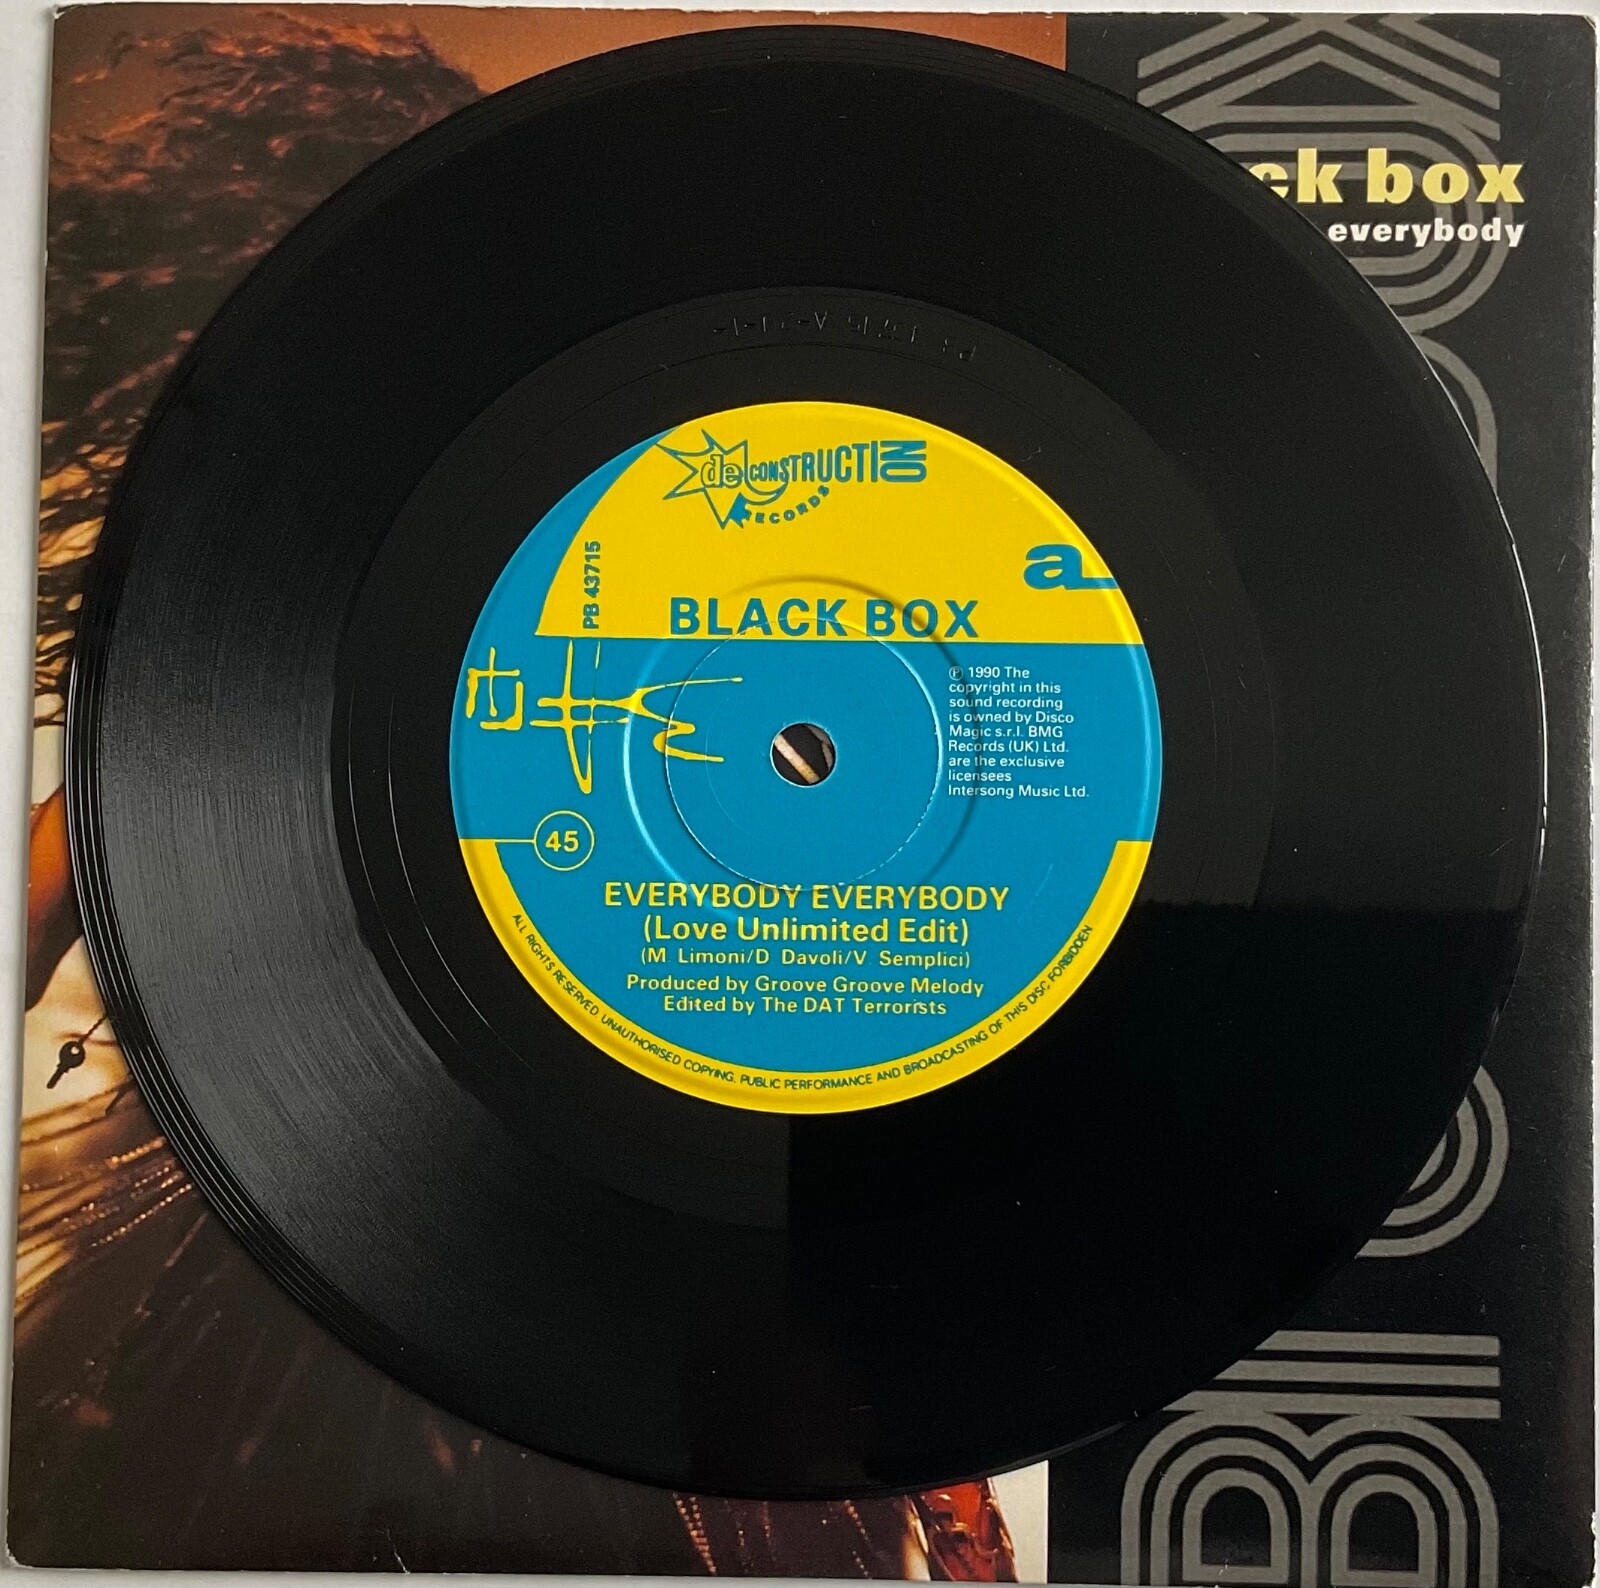 ck box
everybody
de CONSTRUCTION
RECORDS
a
PB 43715
BLACK BOX
℗ 1990 The
copyright in this
sound recording
is owned by Disco
Magic s.r.l. BMG
Records (UK) Ltd.
are the exclusive
licensees
Intersong Music Ltd.
45
EVERYBODY EVERYBODY
(Love Unlimited Edit)
(M. Limoni/D. Davoli/V. Semplici)
Produced by Groove Groove Melody
Edited by The DAT Terrorists
ALL RIGHTS RESERVED. UNAUTHORISED COPYING, PUBLIC PERFORMANCE AND BROADCASTING OF THIS DISC FORBIDDEN